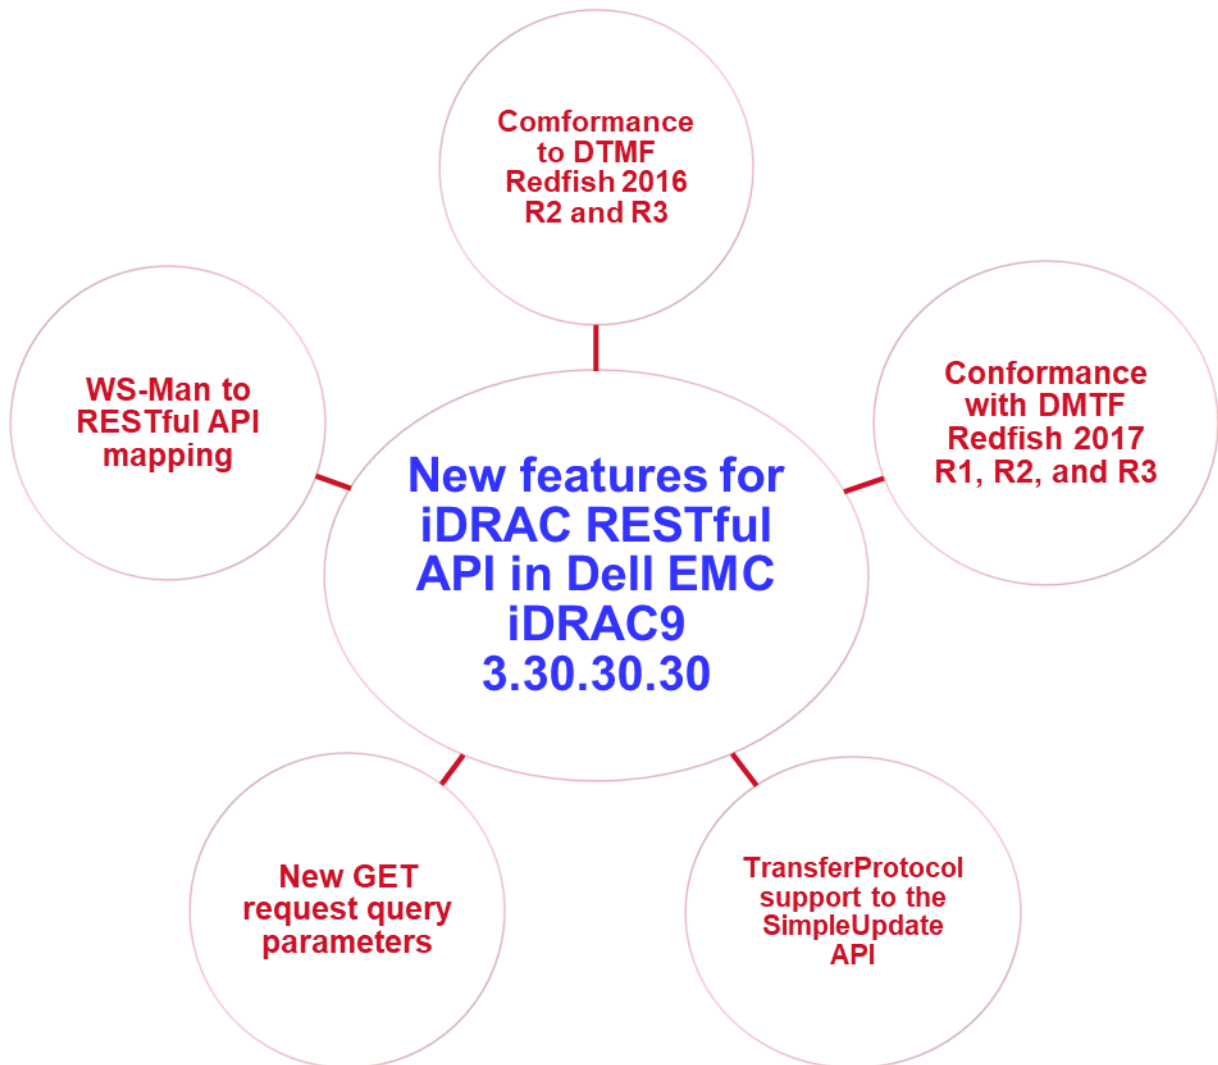 Comformance
to DTMF
Redfish 2016
R2 and R3
Conformance
with DMTF
Redfish 2017
R1, R2, and R3
WS-Man to
RESTful API
mapping
New features for
iDRAC RESTful
API in Dell EMC
iDRAC9
3.30.30.30
New GET
request query
parameters
TransferProtocol
support to the
SimpleUpdate
API